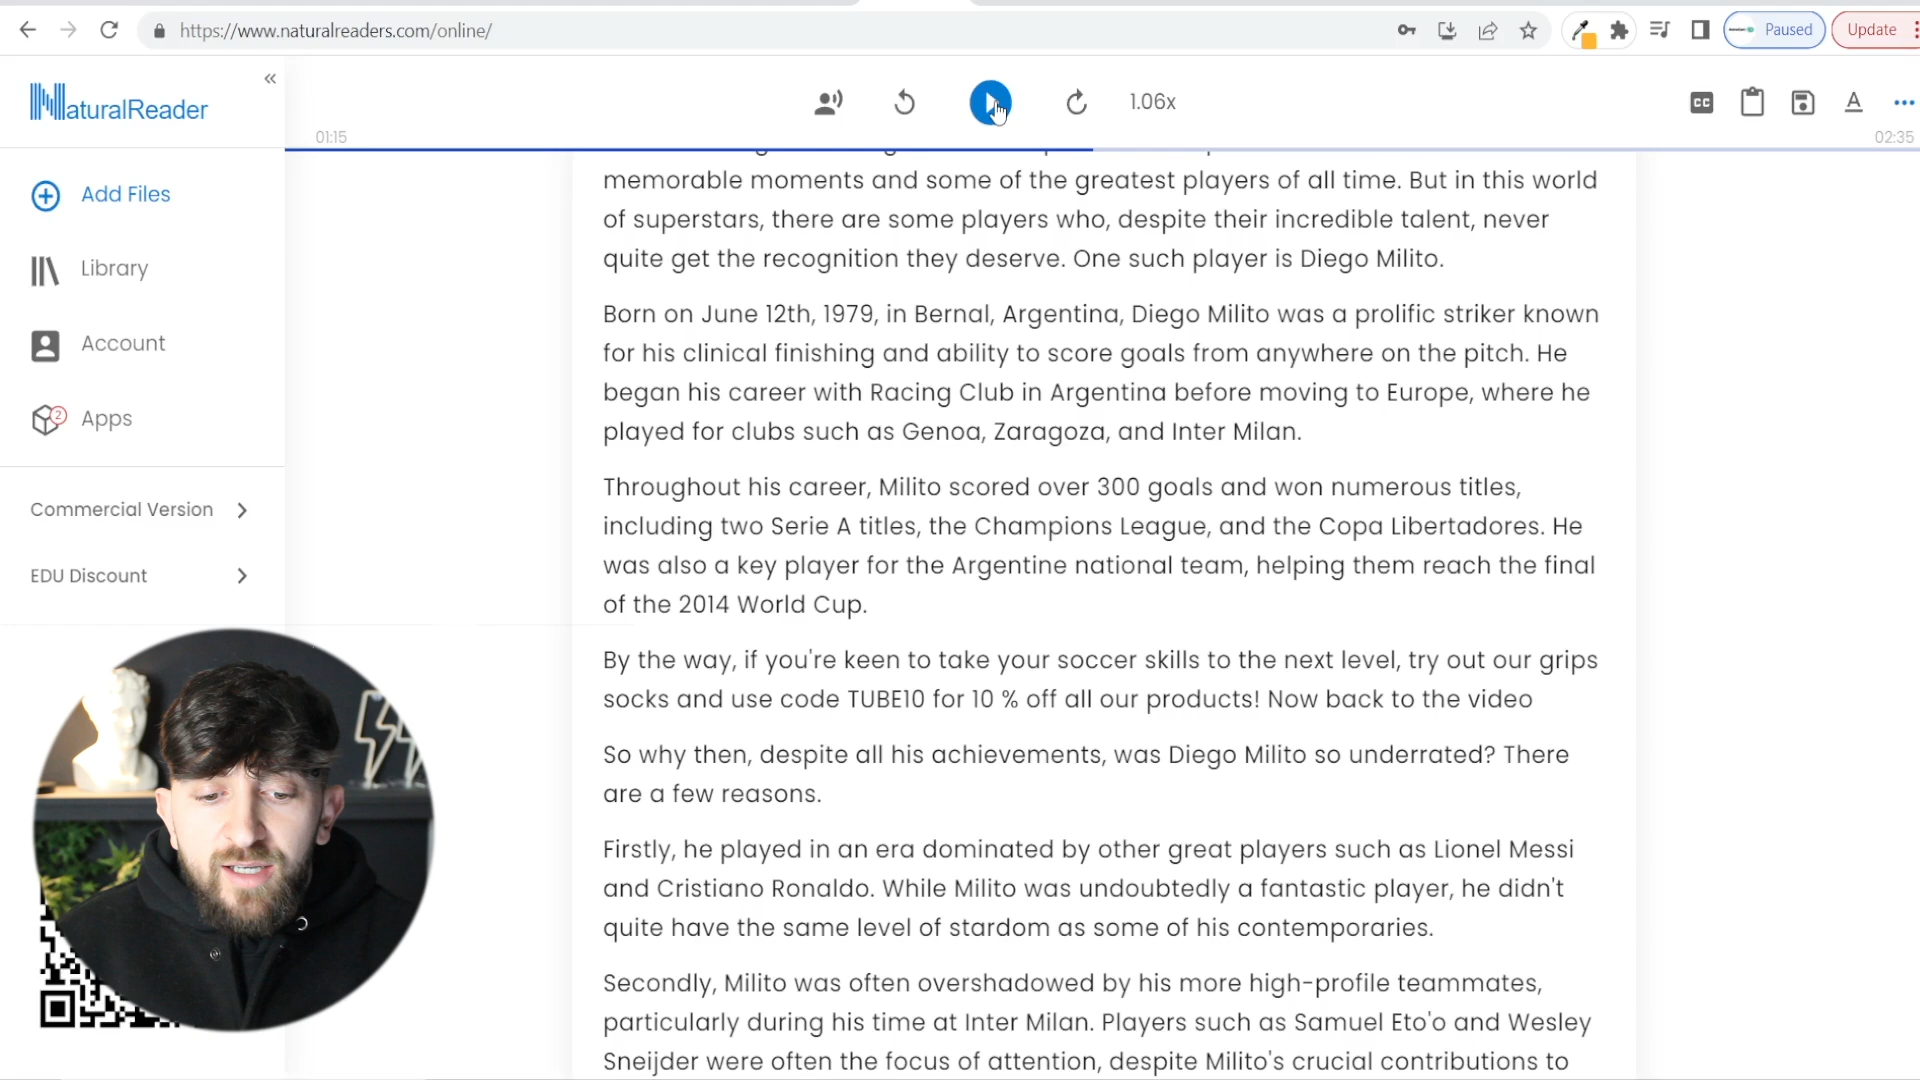 https://www.naturalreaders.com/online/
Paused
Update
NaturalReader
«
1.06x
CC
A
01:15
02:35
Add Files
Library
Account
2
Apps
Commercial Version
EDU Discount
memorable moments and some of the greatest players of all time. But in this world
of superstars, there are some players who, despite their incredible talent, never
quite get the recognition they deserve. One such player is Diego Milito.
Born on June 12th, 1979, in Bernal, Argentina, Diego Milito was a prolific striker known
for his clinical finishing and ability to score goals from anywhere on the pitch. He
began his career with Racing Club in Argentina before moving to Europe, where he
played for clubs such as Genoa, Zaragoza, and Inter Milan.
Throughout his career, Milito scored over 300 goals and won numerous titles,
including two Serie A titles, the Champions League, and the Copa Libertadores. He
was also a key player for the Argentine national team, helping them reach the final
of the 2014 World Cup.
By the way, if you're keen to take your soccer skills to the next level, try out our grips
socks and use code TUBE10 for 10 % off all our products! Now back to the video
So why then, despite all his achievements, was Diego Milito so underrated? There
are a few reasons.
Firstly, he played in an era dominated by other great players such as Lionel Messi
and Cristiano Ronaldo. While Milito was undoubtedly a fantastic player, he didn't
quite have the same level of stardom as some of his contemporaries.
Secondly, Milito was often overshadowed by his more high-profile teammates,
particularly during his time at Inter Milan. Players such as Samuel Eto'o and Wesley
Sneijder were often the focus of attention, despite Milito's crucial contributions to